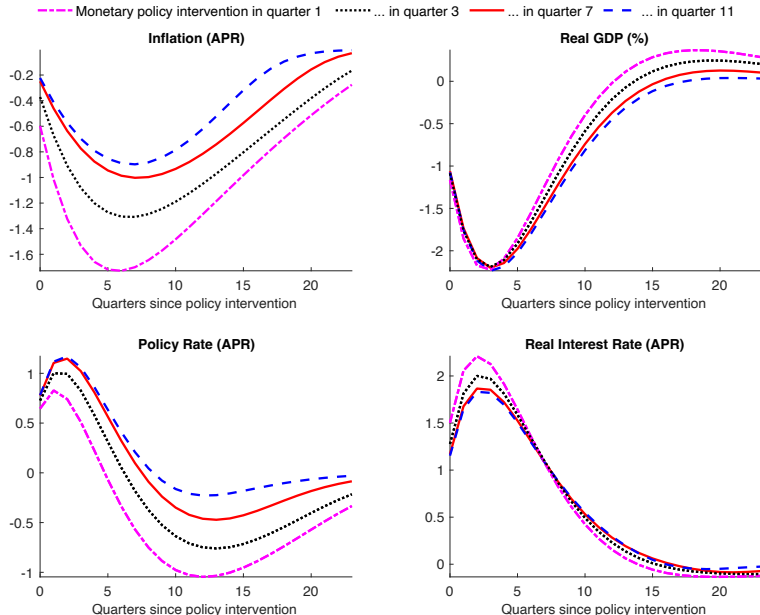 Monetary policy intervention in quarter 1 ... in quarter 3 ... in quarter 7 ... in quarter 11
Inflation (APR)
-0.2
-0.4
-0.6
-0.8
-1
-1.2
-1.4
-1.6
0 5 10 15 20
Quarters since policy intervention
Real GDP (%)
0
-0.5
-1
-1.5
-2
0 5 10 15 20
Quarters since policy intervention
Policy Rate (APR)
1
0.5
0
-0.5
-1
0 5 10 15 20
Quarters since policy intervention
Real Interest Rate (APR)
2
1.5
1
0.5
0
0 5 10 15 20
Quarters since policy intervention